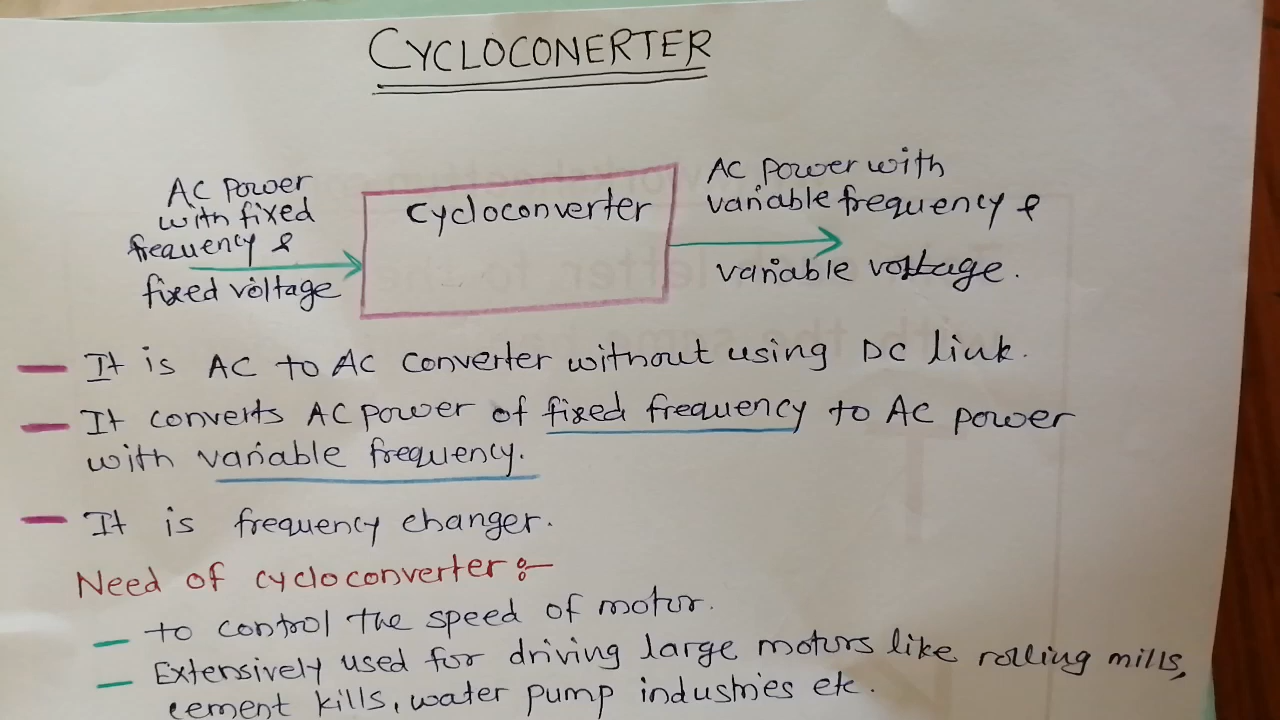 CYCLOCONERTER
AC Power
with fixed
frequency &
fixed voltage
Cycloconverter
AC Power with
variable frequency &
variable voltage.
It is AC to AC converter without using DC link.
It converts AC power of fixed frequency to AC power
with variable frequency.
It is frequency changer.
Need of cycloconverter :-
to control the speed of motor.
Extensively used for driving large motors like rolling mills,
cement kills, water pump industries etc.